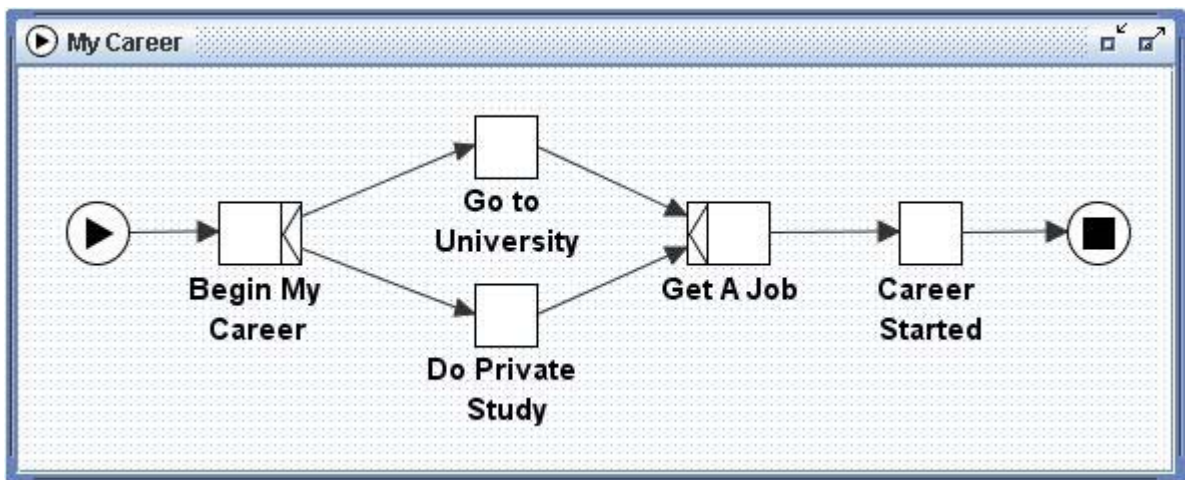 My Career
Go to
University
Begin My
Career
Get A Job
Career
Started
Do Private
Study